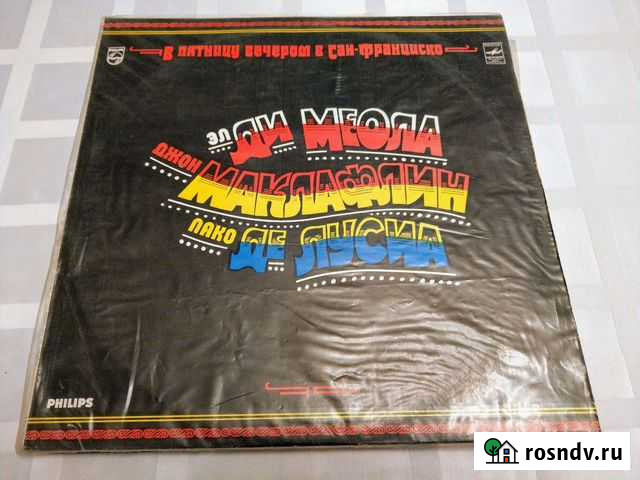 В ПЯТНИЦУ ВЕЧЕРОМ В САН-ФРАНЦИСКО
ЭЛ ДИ МЕОЛА
ДЖОН МАКЛАФЛИН
ПАКО ДЕ ЛУСИА
PHILIPS
rosndv.ru